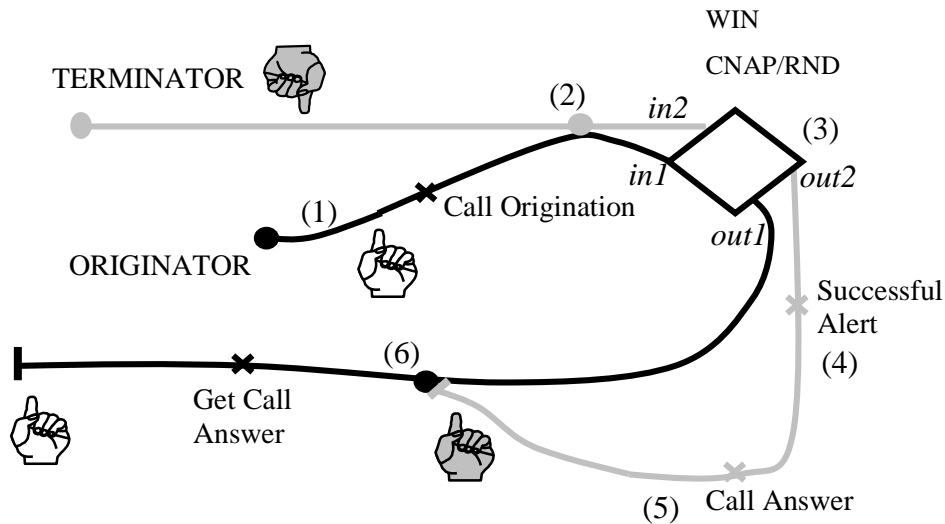 WIN
CNAP/RND
TERMINATOR
(2)
in2
(3)
in1
out2
(1)
Call Origination
out1
ORIGINATOR
Successful
Alert
(4)
(6)
Get Call
Answer
(5)
Call Answer